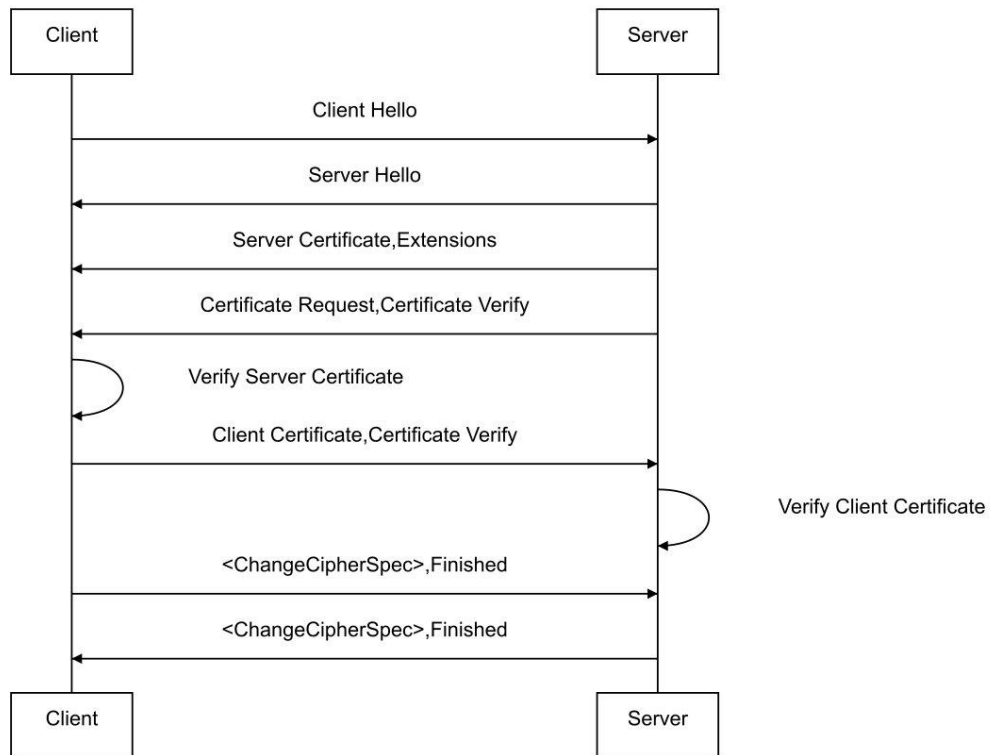 Client Server
Client Hello
Server Hello
Server Certificate,Extensions
Certificate Request,Certificate Verify
Verify Server Certificate
Client Certificate,Certificate Verify
Verify Client Certificate
<ChangeCipherSpec>,Finished
<ChangeCipherSpec>,Finished
Client Server